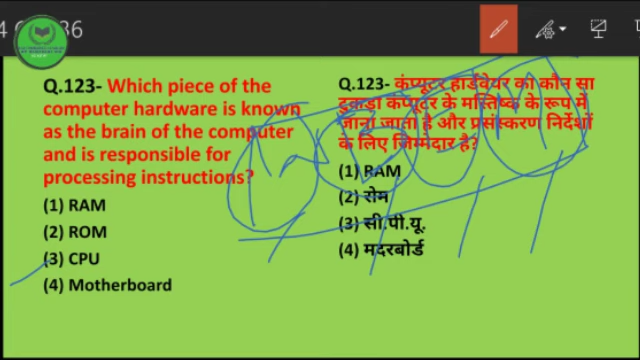 Q.123- Which piece of the
computer hardware is known
as the brain of the computer
and is responsible for
processing instructions?
(1) RAM
(2) ROM
(3) CPU
(4) Motherboard
Q.123- कंप्यूटर हार्डवेयर का कौन सा
टुकड़ा कंप्यूटर के मस्तिष्क के रूप में
जाना जाता है और प्रसंस्करण निर्देशों
के लिए जिम्मेदार है?
(1) RAM
(2) रोम
(3) सी.पी.यू.
(4) मदरबोर्ड